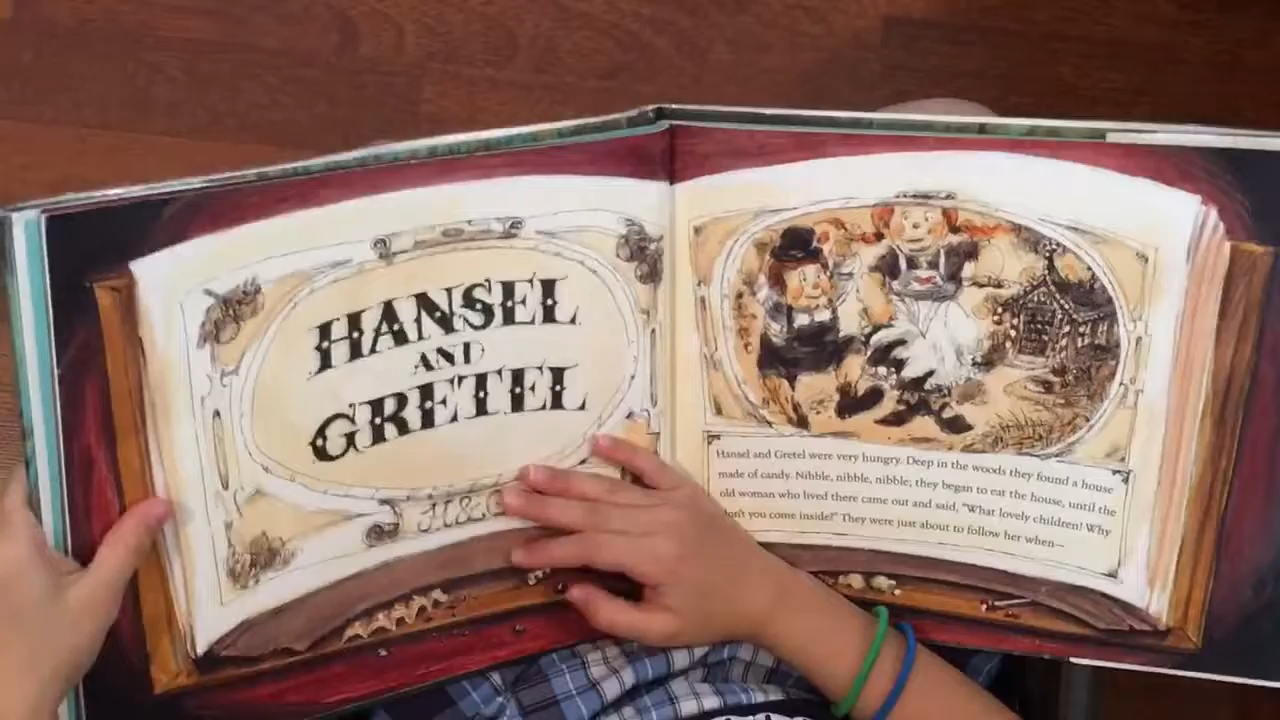 HANSEL
AND
GRETEL
H&G
Hansel and Gretel were very hungry. Deep in the woods they found a house
made of candy. Nibble, nibble, nibble; they began to eat the house, until the
old woman who lived there came out and said, "What lovely children! Why
don't you come inside?" They were just about to follow her when—